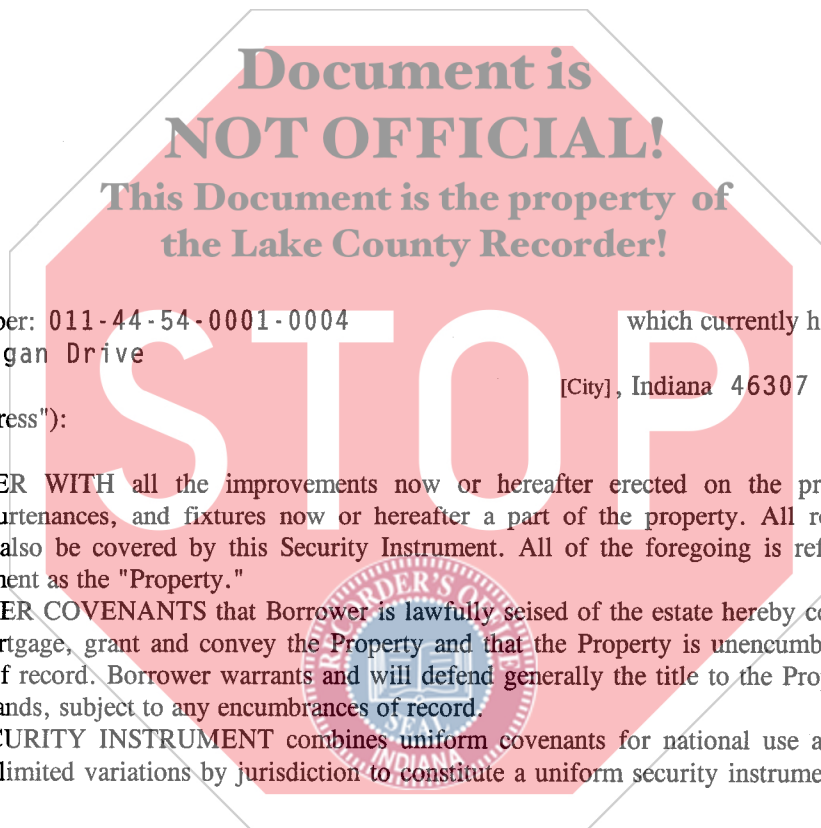 Document is
NOT OFFICIAL!
This Document is the property of
the Lake County Recorder!
STOP
ber: 011-44-54-0001-0004 which currently h
gan Drive
[City], Indiana 46307
ress"):
ER WITH all the improvements now or hereafter erected on the pr
urtenances, and fixtures now or hereafter a part of the property. All r
also be covered by this Security Instrument. All of the foregoing is ref
ment as the "Property."
ER COVENANTS that Borrower is lawfully seised of the estate hereby co
rtgage, grant and convey the Property and that the Property is unencumb
f record. Borrower warrants and will defend generally the title to the Prop
ands, subject to any encumbrances of record.
CURITY INSTRUMENT combines uniform covenants for national use a
limited variations by jurisdiction to constitute a uniform security instrume
RECORDER'S OFFICE
SEAL
INDIANA